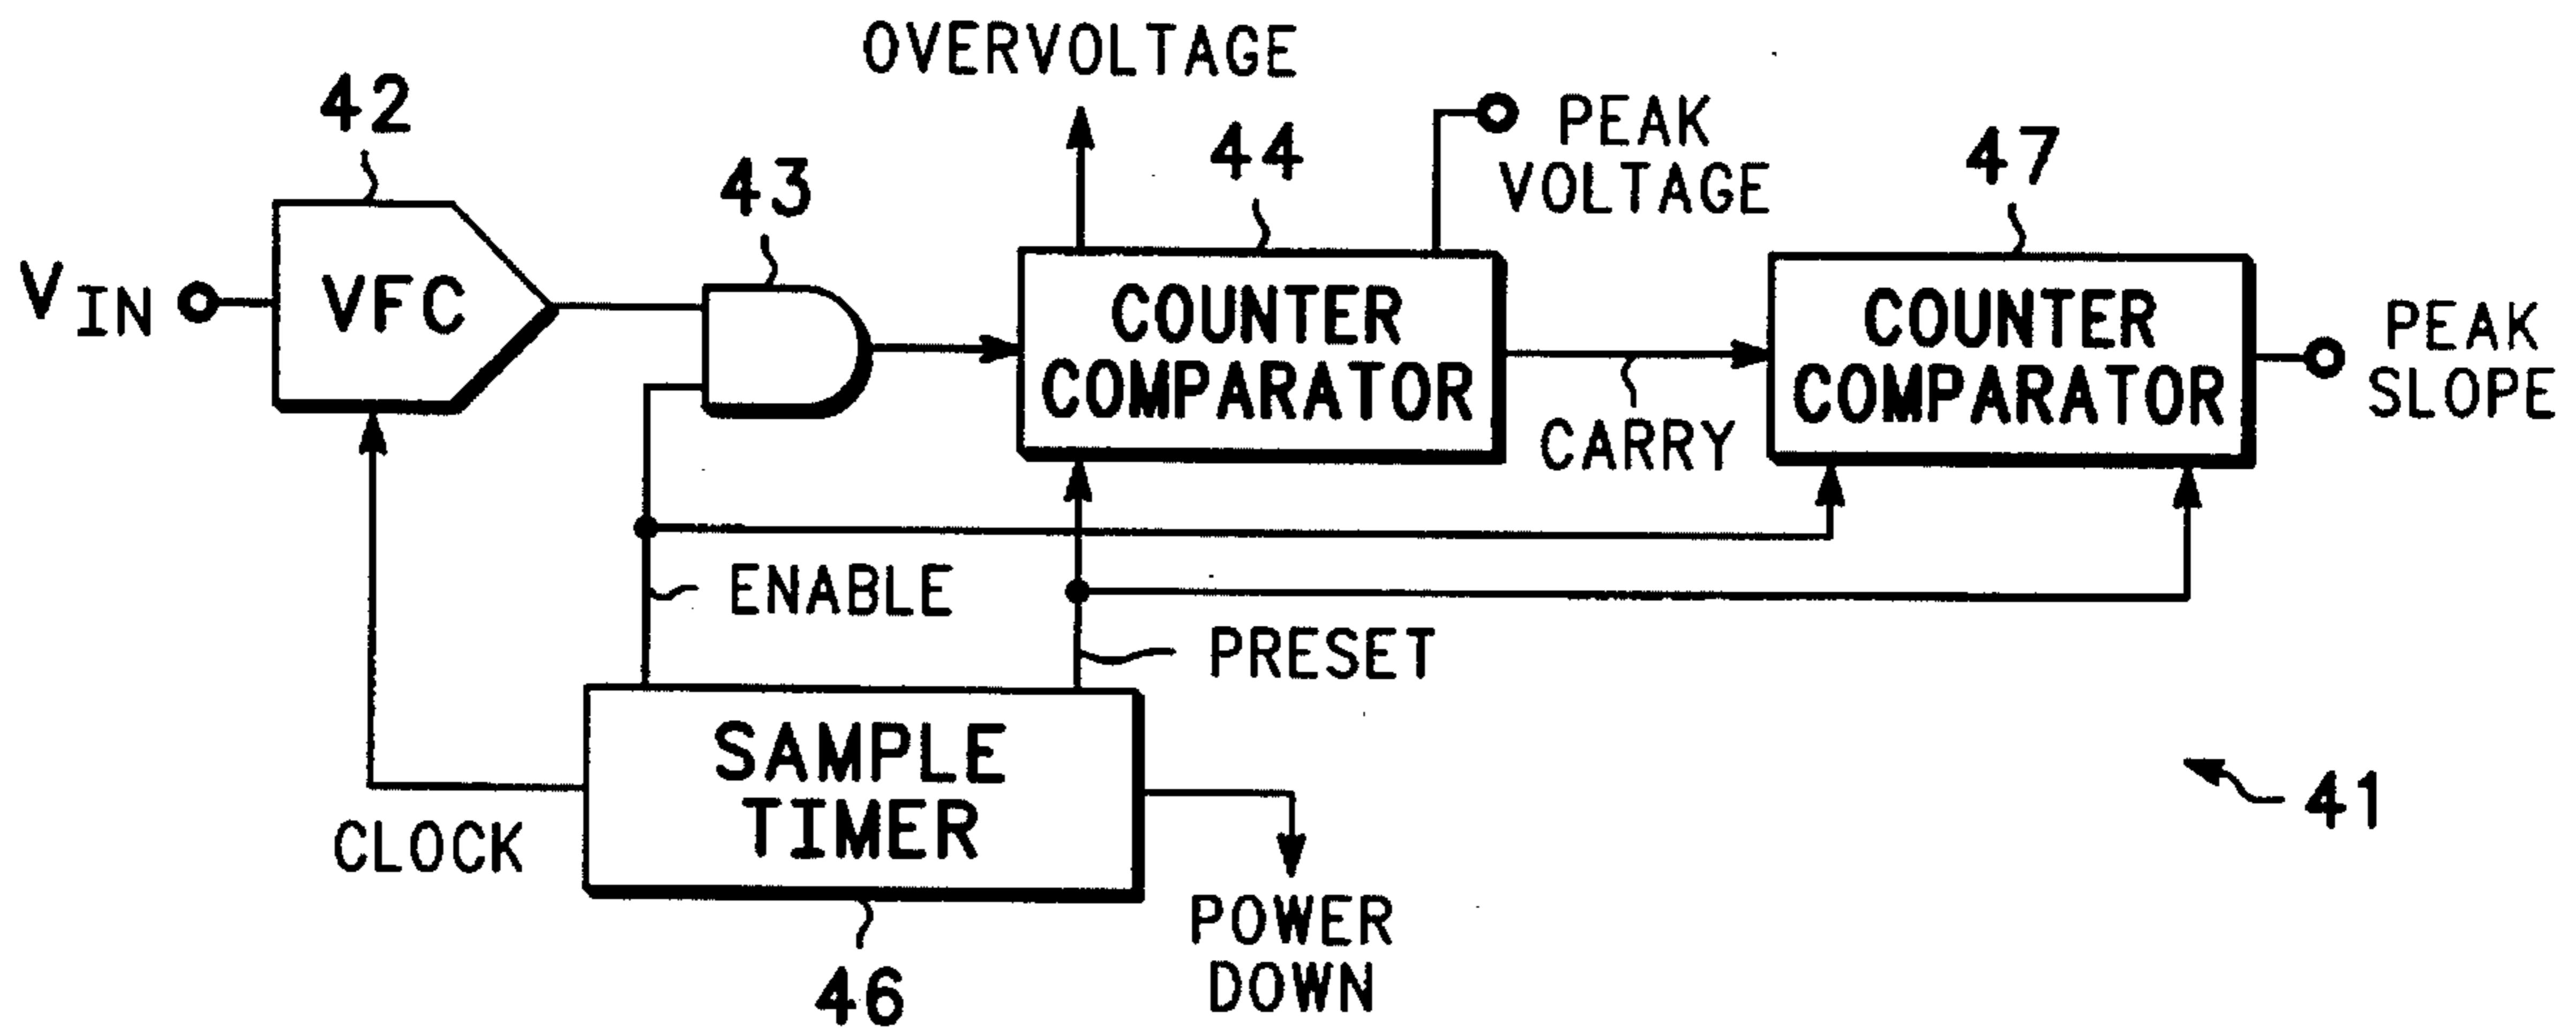 OVERVOLTAGE
42
43
44
PEAK
VOLTAGE
47
VIN
VFC
COUNTER
COMPARATOR
CARRY
COUNTER
COMPARATOR
PEAK
SLOPE
ENABLE
PRESET
CLOCK
SAMPLE
TIMER
POWER
DOWN
46
41